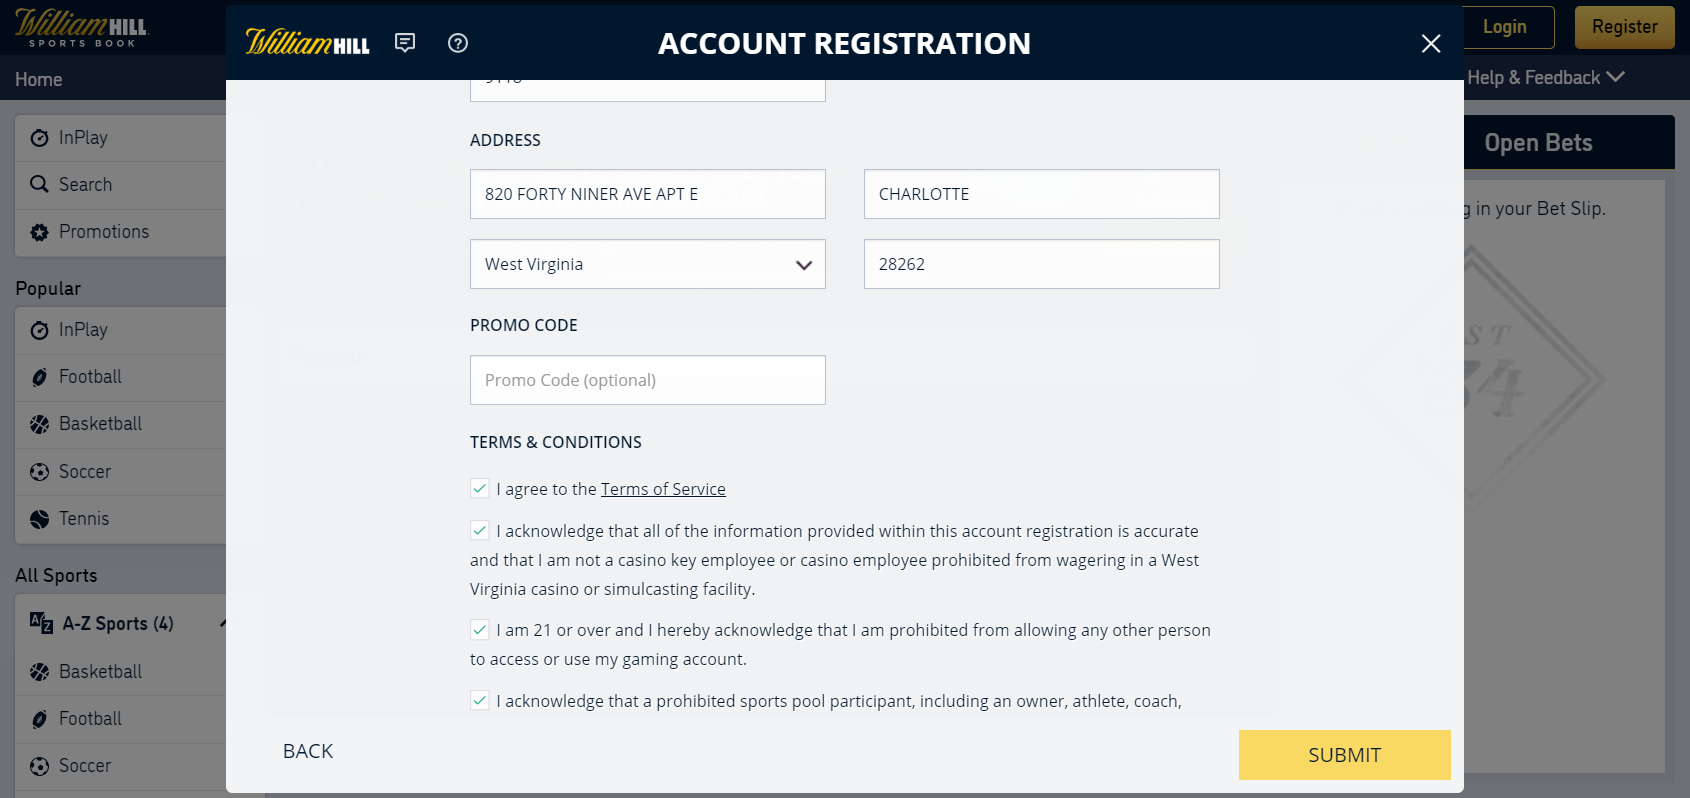 William HILL
SPORTS BOOK
William HILL
ACCOUNT REGISTRATION
Login
Register
Home
Help & Feedback
InPlay
Search
Promotions
Popular
InPlay
Football
Basketball
Soccer
Tennis
All Sports
A-Z Sports (4)
Basketball
Football
Soccer
ADDRESS
820 FORTY NINER AVE APT E
CHARLOTTE
West Virginia
28262
PROMO CODE
Promo Code (optional)
TERMS & CONDITIONS
I agree to the Terms of Service
I acknowledge that all of the information provided within this account registration is accurate
and that I am not a casino key employee or casino employee prohibited from wagering in a West
Virginia casino or simulcasting facility.
I am 21 or over and I hereby acknowledge that I am prohibited from allowing any other person
to access or use my gaming account.
I acknowledge that a prohibited sports pool participant, including an owner, athlete, coach,
BACK
SUBMIT
Open Bets
in your Bet Slip.